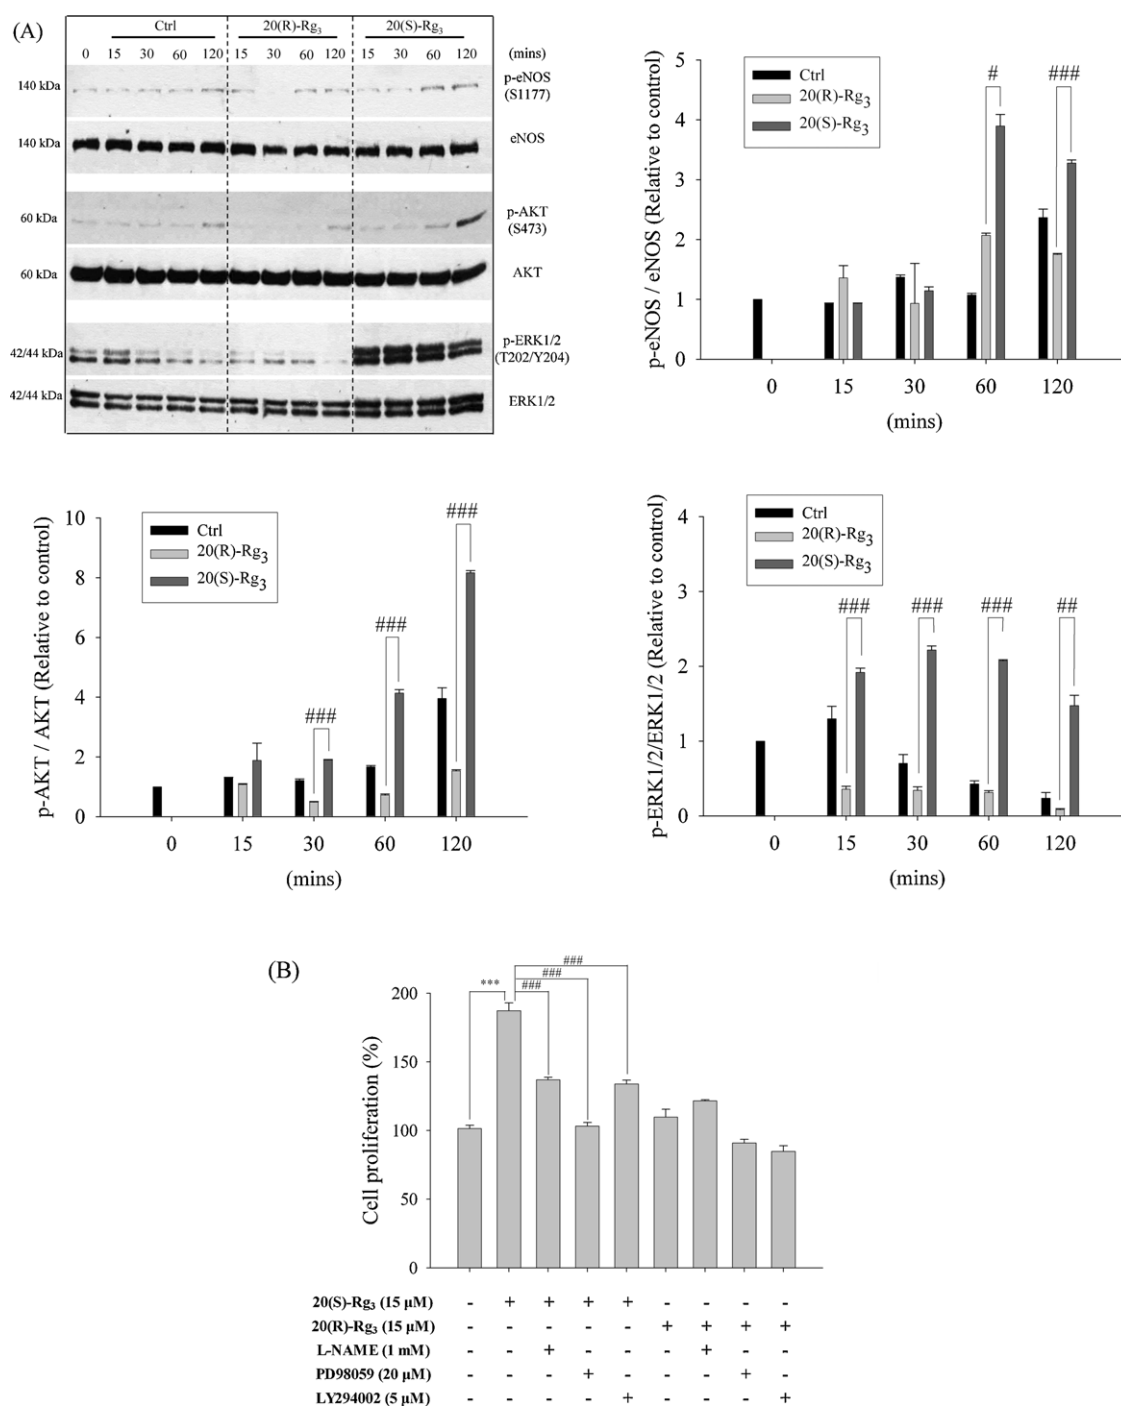 (A)
Ctrl 20(R)-Rg3 20(S)-Rg3
0 15 30 60 120 15 30 60 120 15 30 60 120 (mins)
140 kDa p-eNOS
(S1177)
140 kDa eNOS
60 kDa p-AKT
(S473)
60 kDa AKT
42/44 kDa p-ERK1/2
(T202/Y204)
42/44 kDa ERK1/2
p-eNOS / eNOS (Relative to control)
5
4
3
2
1
0
Ctrl
20(R)-Rg3
20(S)-Rg3
# ###
0 15 30 60 120
(mins)
p-AKT / AKT (Relative to control)
10
8
6
4
2
0
Ctrl
20(R)-Rg3
20(S)-Rg3
### ### ###
0 15 30 60 120
(mins)
p-ERK1/2/ERK1/2 (Relative to control)
4
3
2
1
0
Ctrl
20(R)-Rg3
20(S)-Rg3
### ### ### ##
0 15 30 60 120
(mins)
(B)
Cell proliferation (%)
200
150
100
50
0
###
###
*** ###
20(S)-Rg3 (15 μM) - + + + + - - - -
20(R)-Rg3 (15 μM) - - - - - + + + +
L-NAME (1 mM) - - + - - - + - -
PD98059 (20 μM) - - - + - - - + -
LY294002 (5 μM) - - - - + - - - +